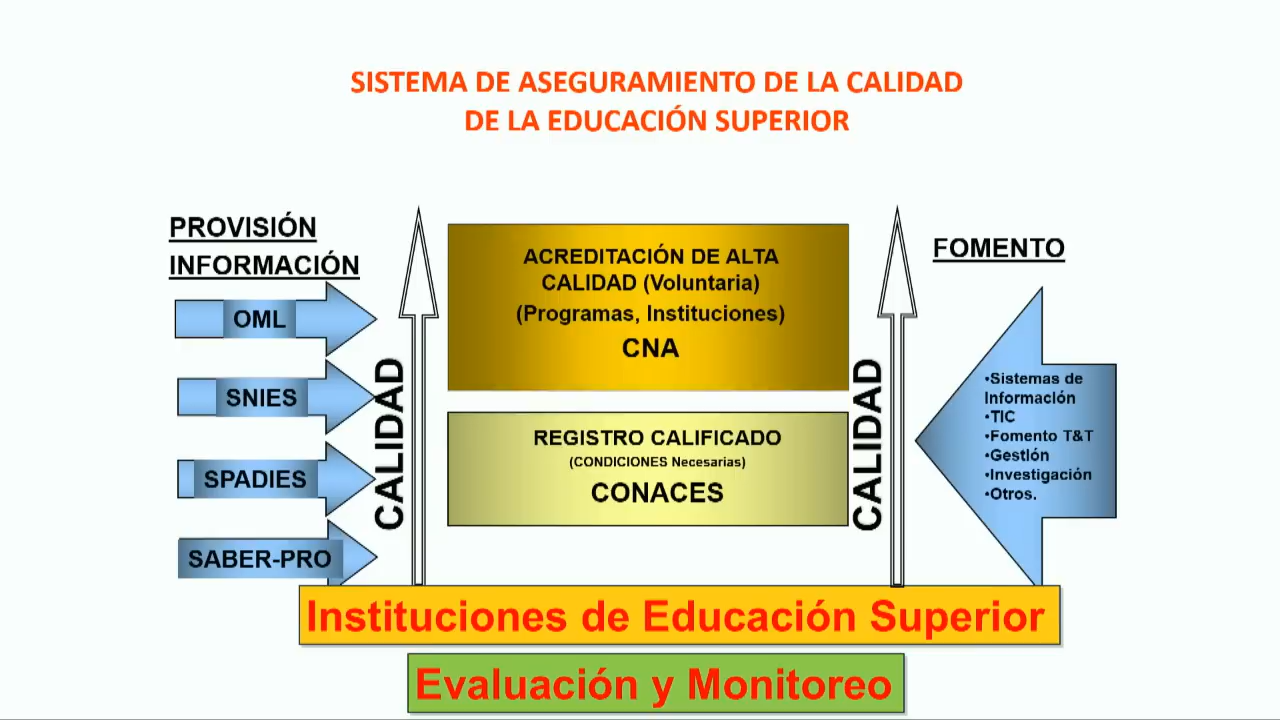 SISTEMA DE ASEGURAMIENTO DE LA CALIDAD
DE LA EDUCACIÓN SUPERIOR
PROVISIÓN
INFORMACIÓN
OML
SNIES
SPADIES
SABER-PRO
CALIDAD
ACREDITACIÓN DE ALTA
CALIDAD (Voluntaria)
(Programas, Instituciones)
CNA
REGISTRO CALIFICADO
(CONDICIONES Necesarias)
CONACES
CALIDAD
FOMENTO
•Sistemas de
Información
•TIC
•Fomento T&T
•Gestión
•Investigación
•Otros.
Instituciones de Educación Superior
Evaluación y Monitoreo